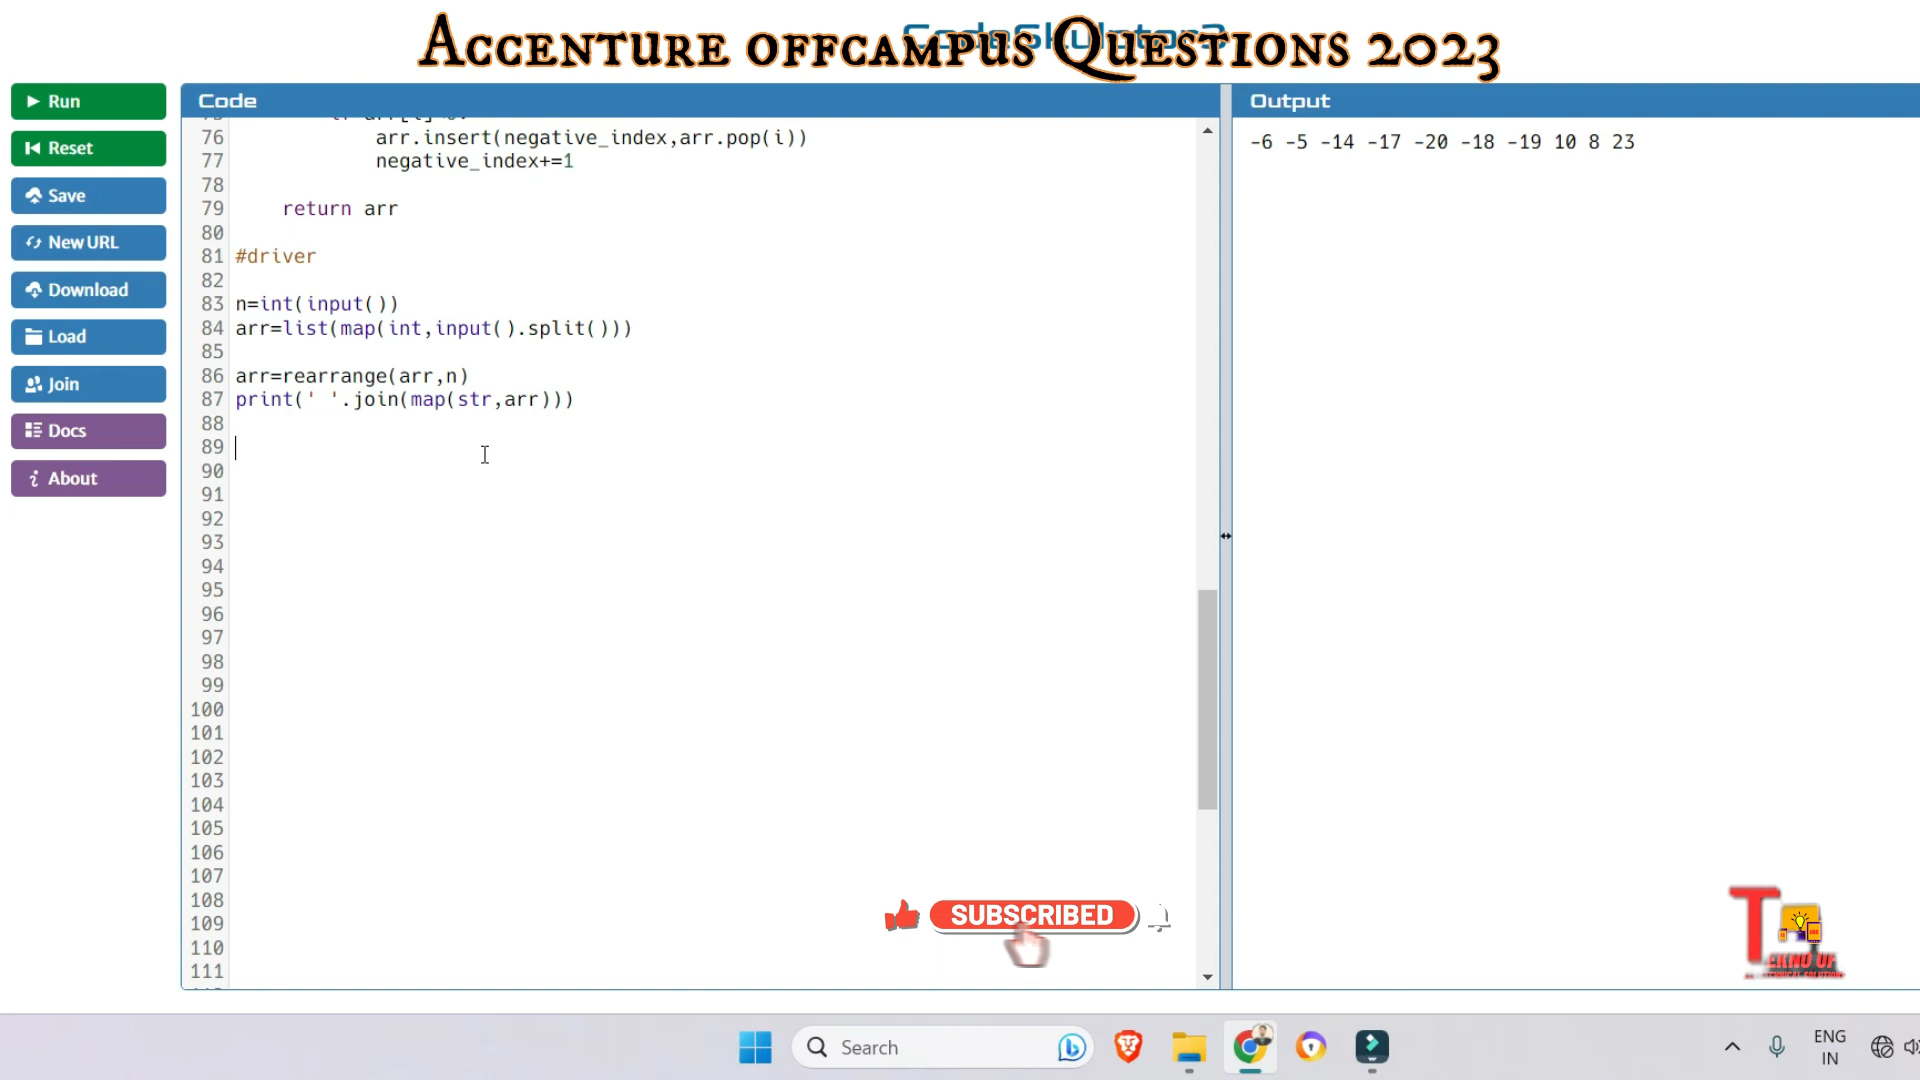 Accenture offcampus Questions 2023
Run
Reset
Save
New URL
Download
Load
Join
Docs
About
Code
76 arr.insert(negative_index,arr.pop(i))
77 negative_index+=1
78
79 return arr
80
81 #driver
82
83 n=int(input())
84 arr=list(map(int,input().split()))
85
86 arr=rearrange(arr,n)
87 print(' '.join(map(str,arr)))
88
89
90
91
92
93
94
95
96
97
98
99
100
101
102
103
104
105
106
107
108
109
110
111
Output
-6 -5 -14 -17 -20 -18 -19 10 8 23
SUBSCRIBED
Search
ENG
IN